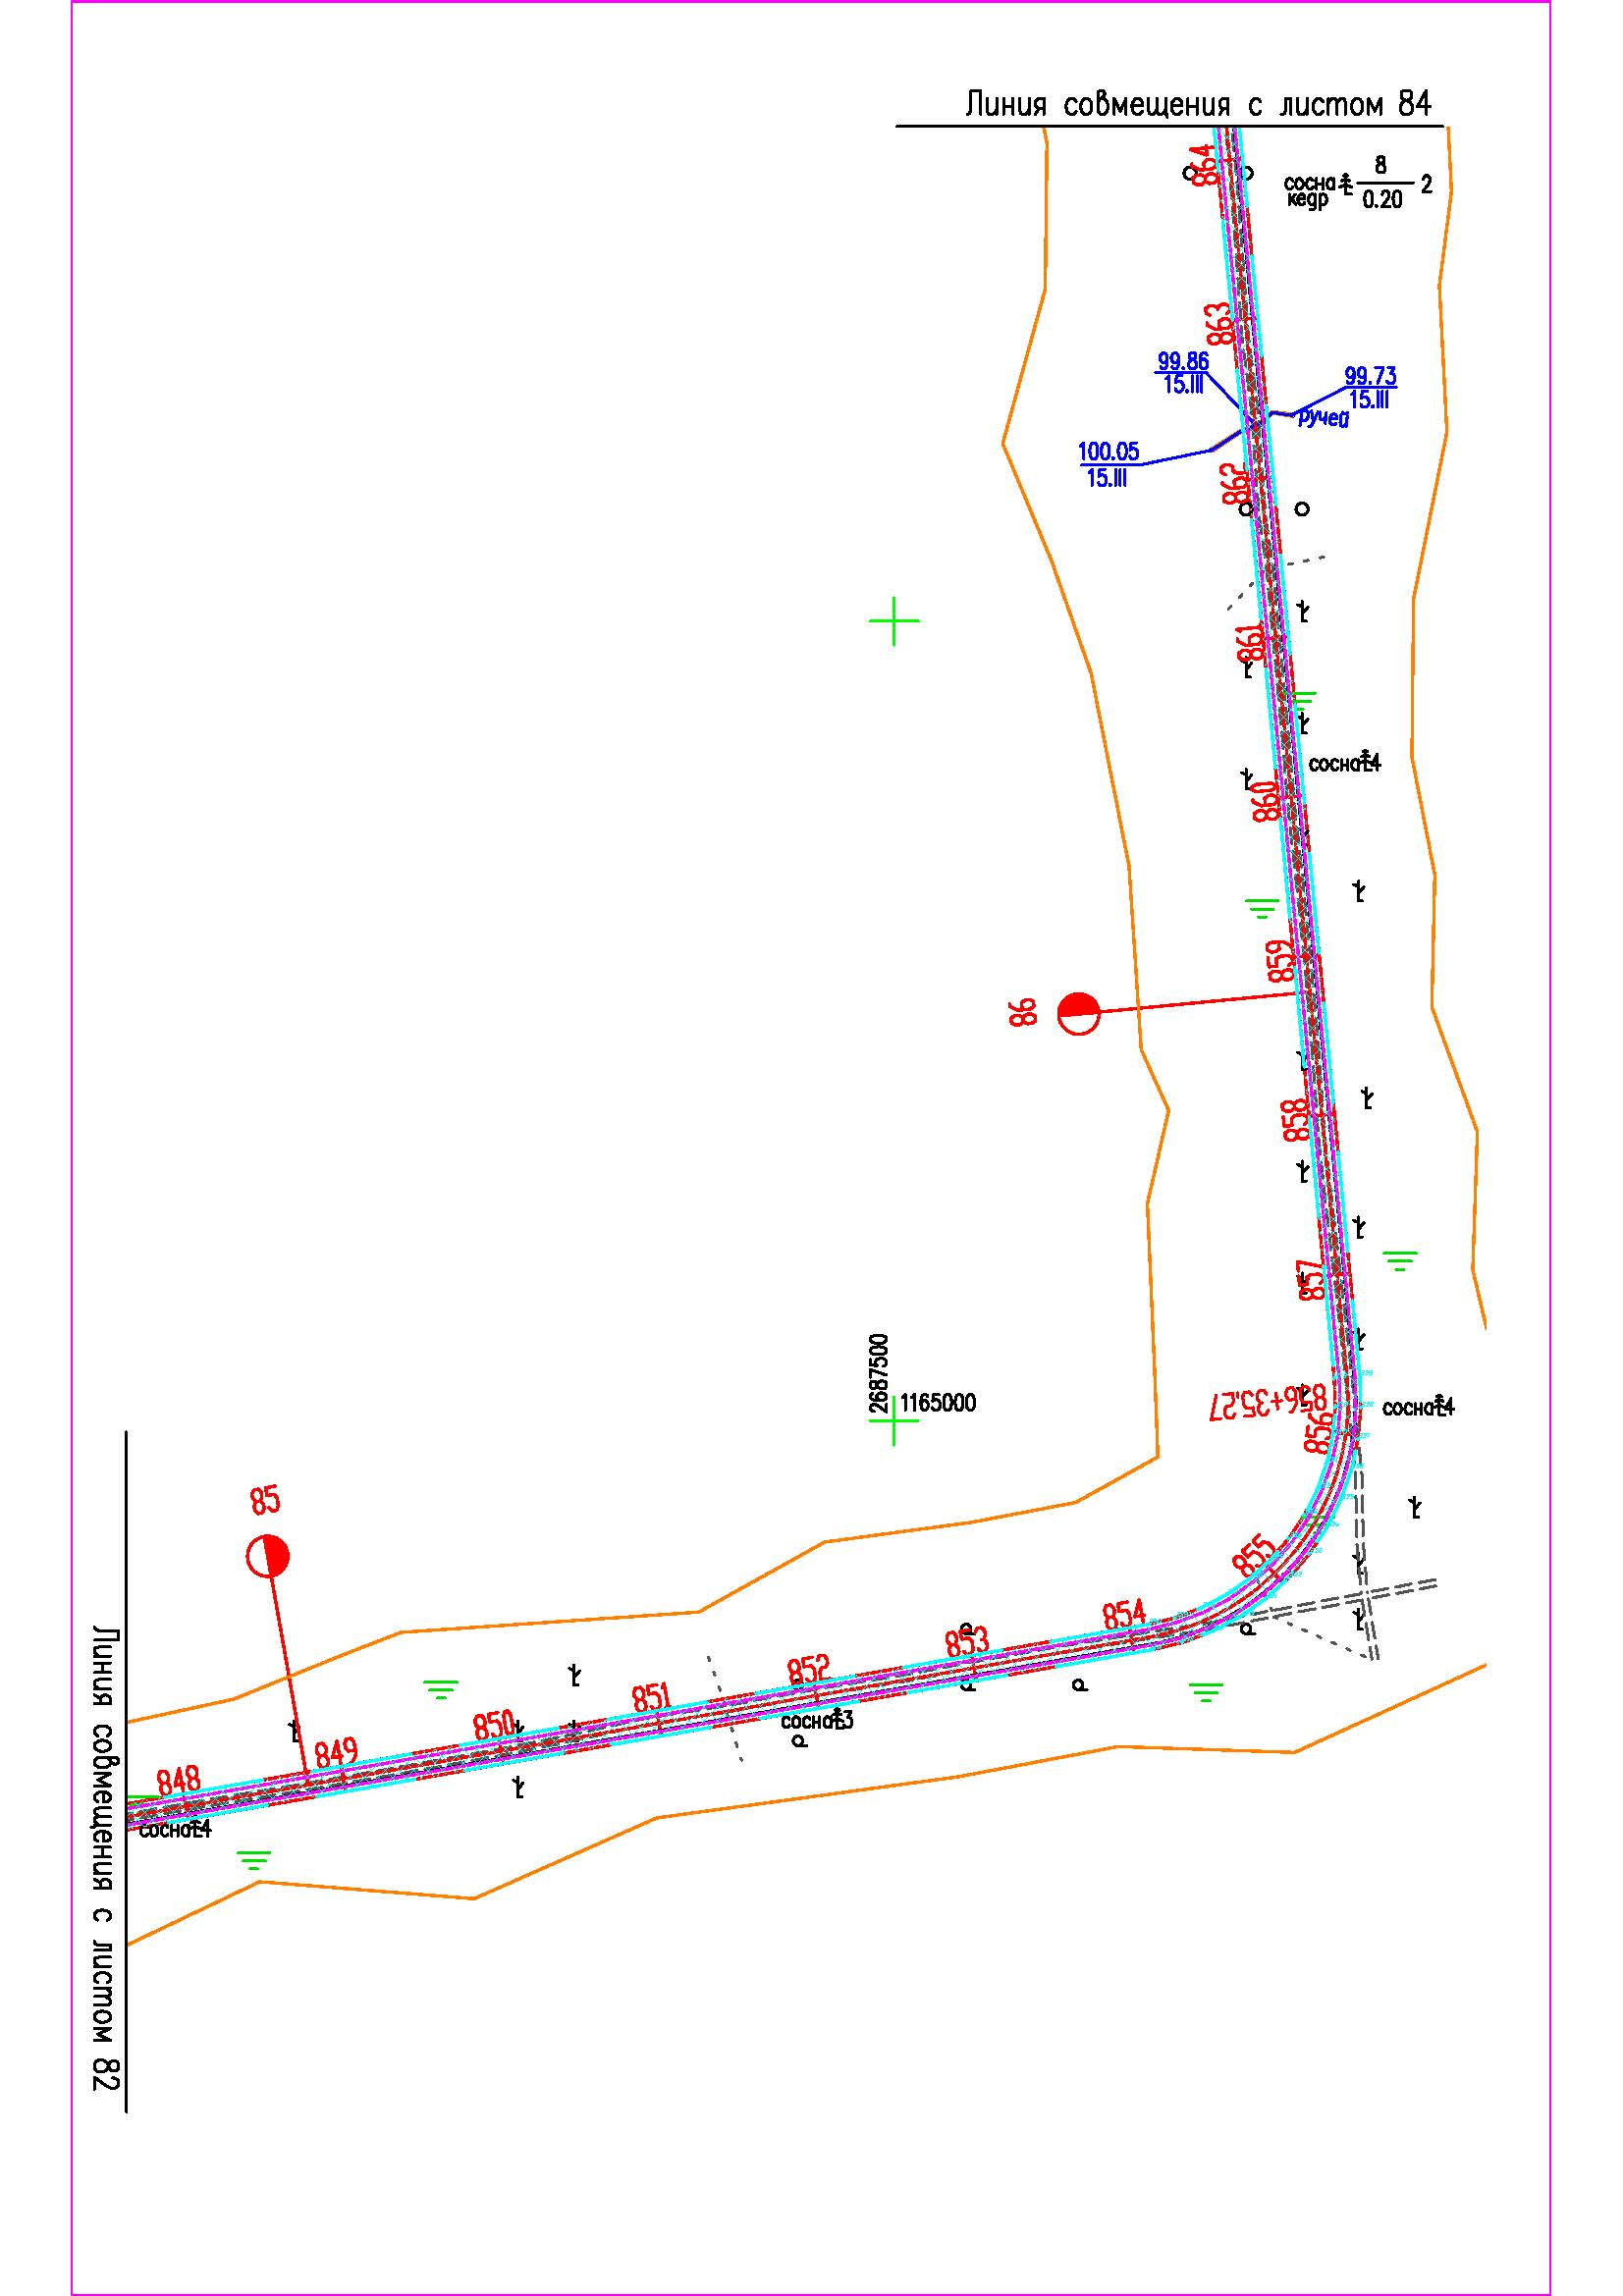 Линия совмещения с листом 84
864
сосна 8 2
кедр 0.20
863
99.86
15.III
99.73
15.III
ручей
100.05
15.III
862
861
сосна 4
860
859
86
858
857
2687500
1165000
856+35.27
сосна 4
856
85
855
854
853
852
851
850
849
848
сосна 3
сосна 4
Линия совмещения с листом 82